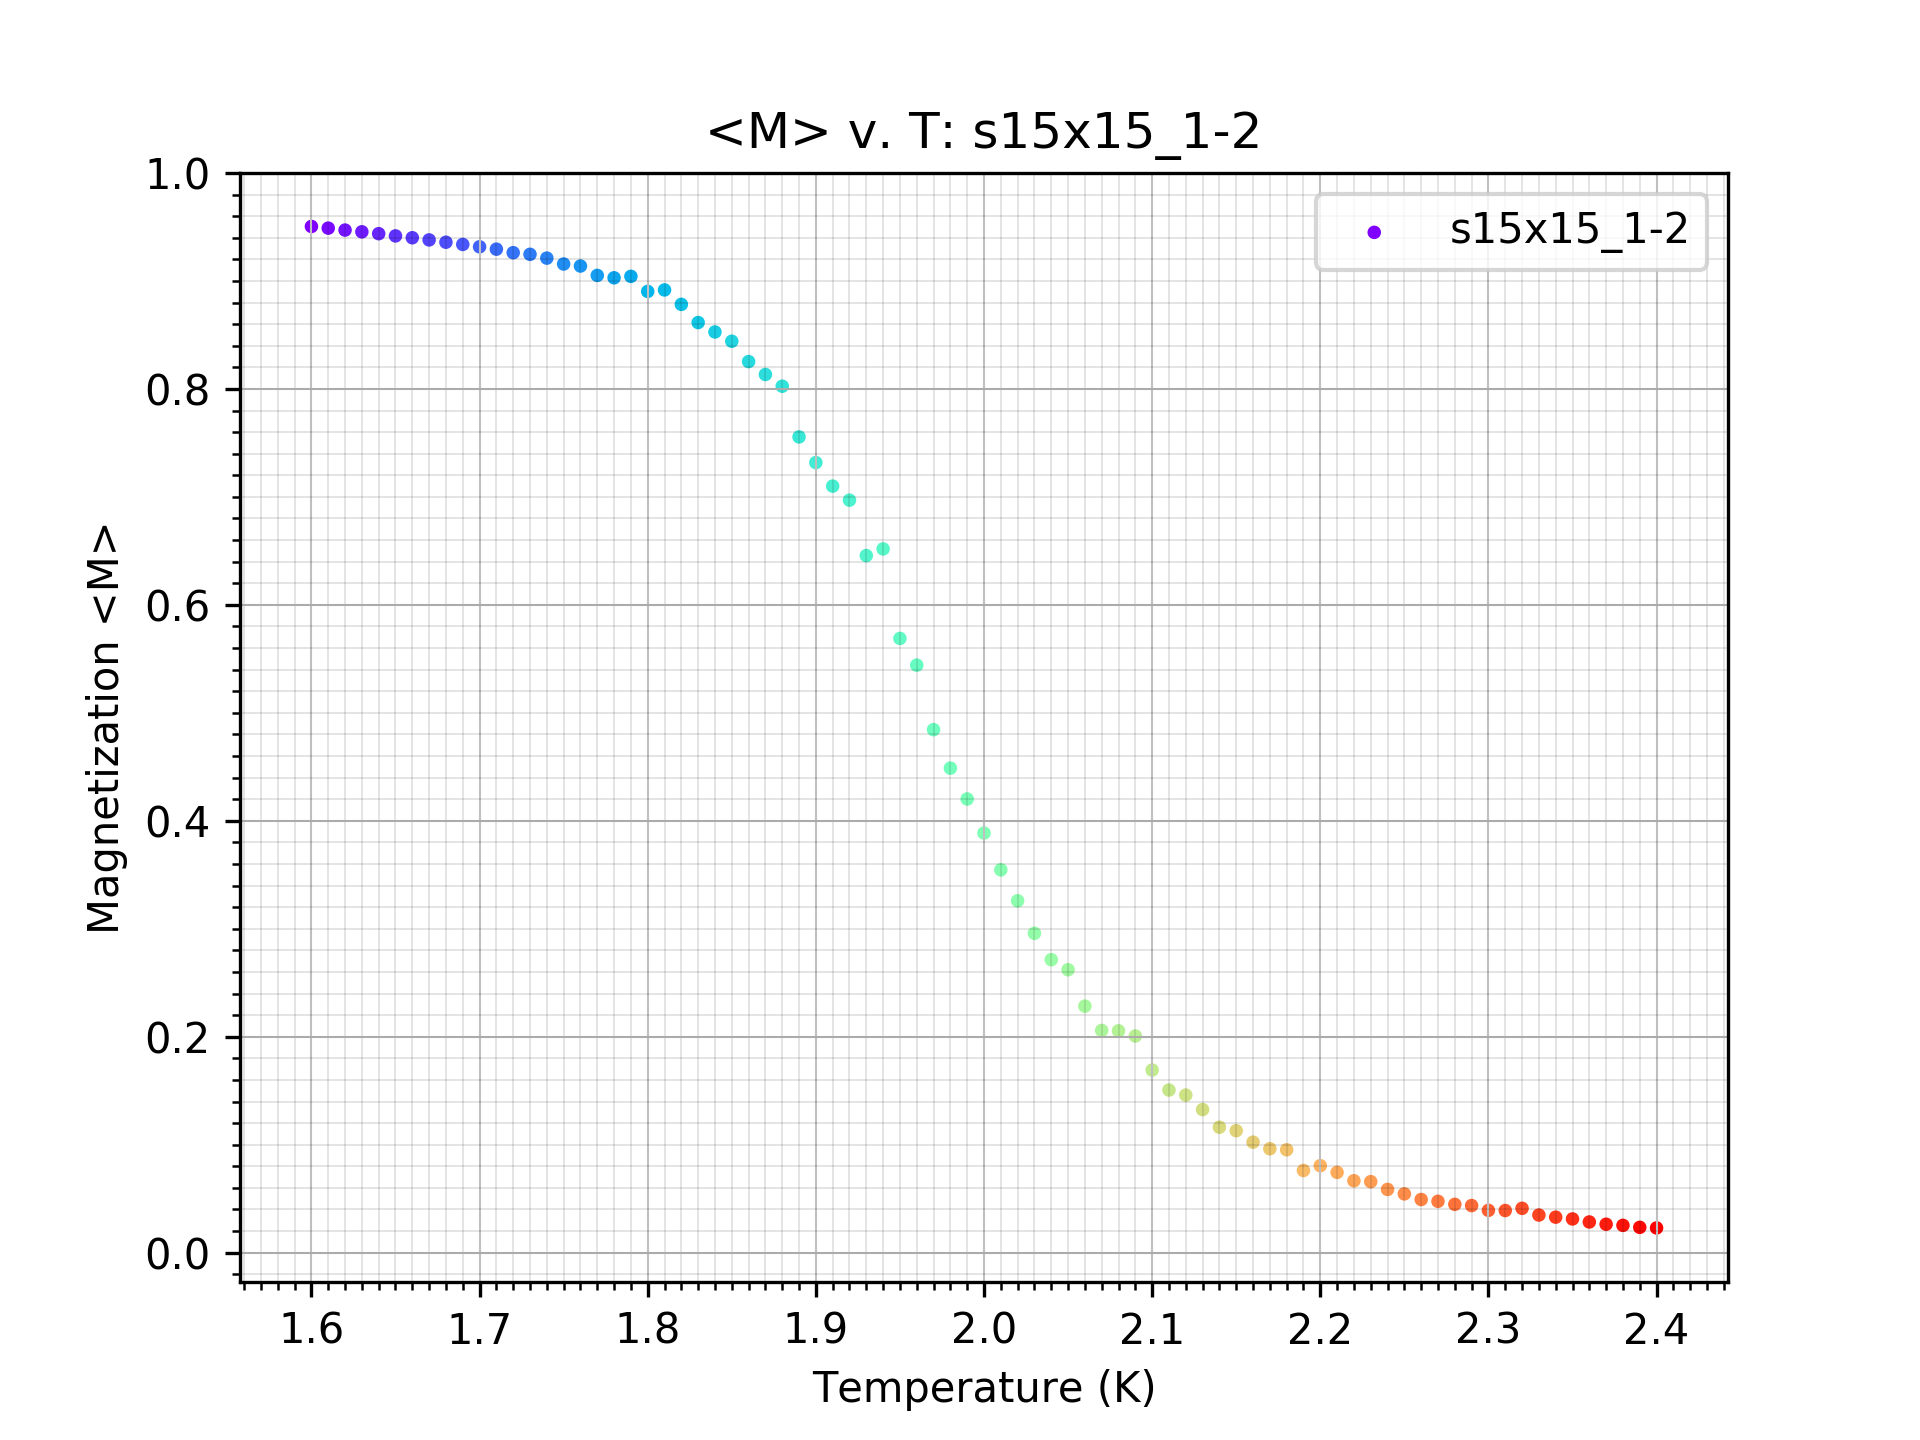 <M> v. T: s15x15_1-2
s15x15_1-2
Magnetization <M>
1.0
0.8
0.6
0.4
0.2
0.0
1.6 1.7 1.8 1.9 2.0 2.1 2.2 2.3 2.4
Temperature (K)